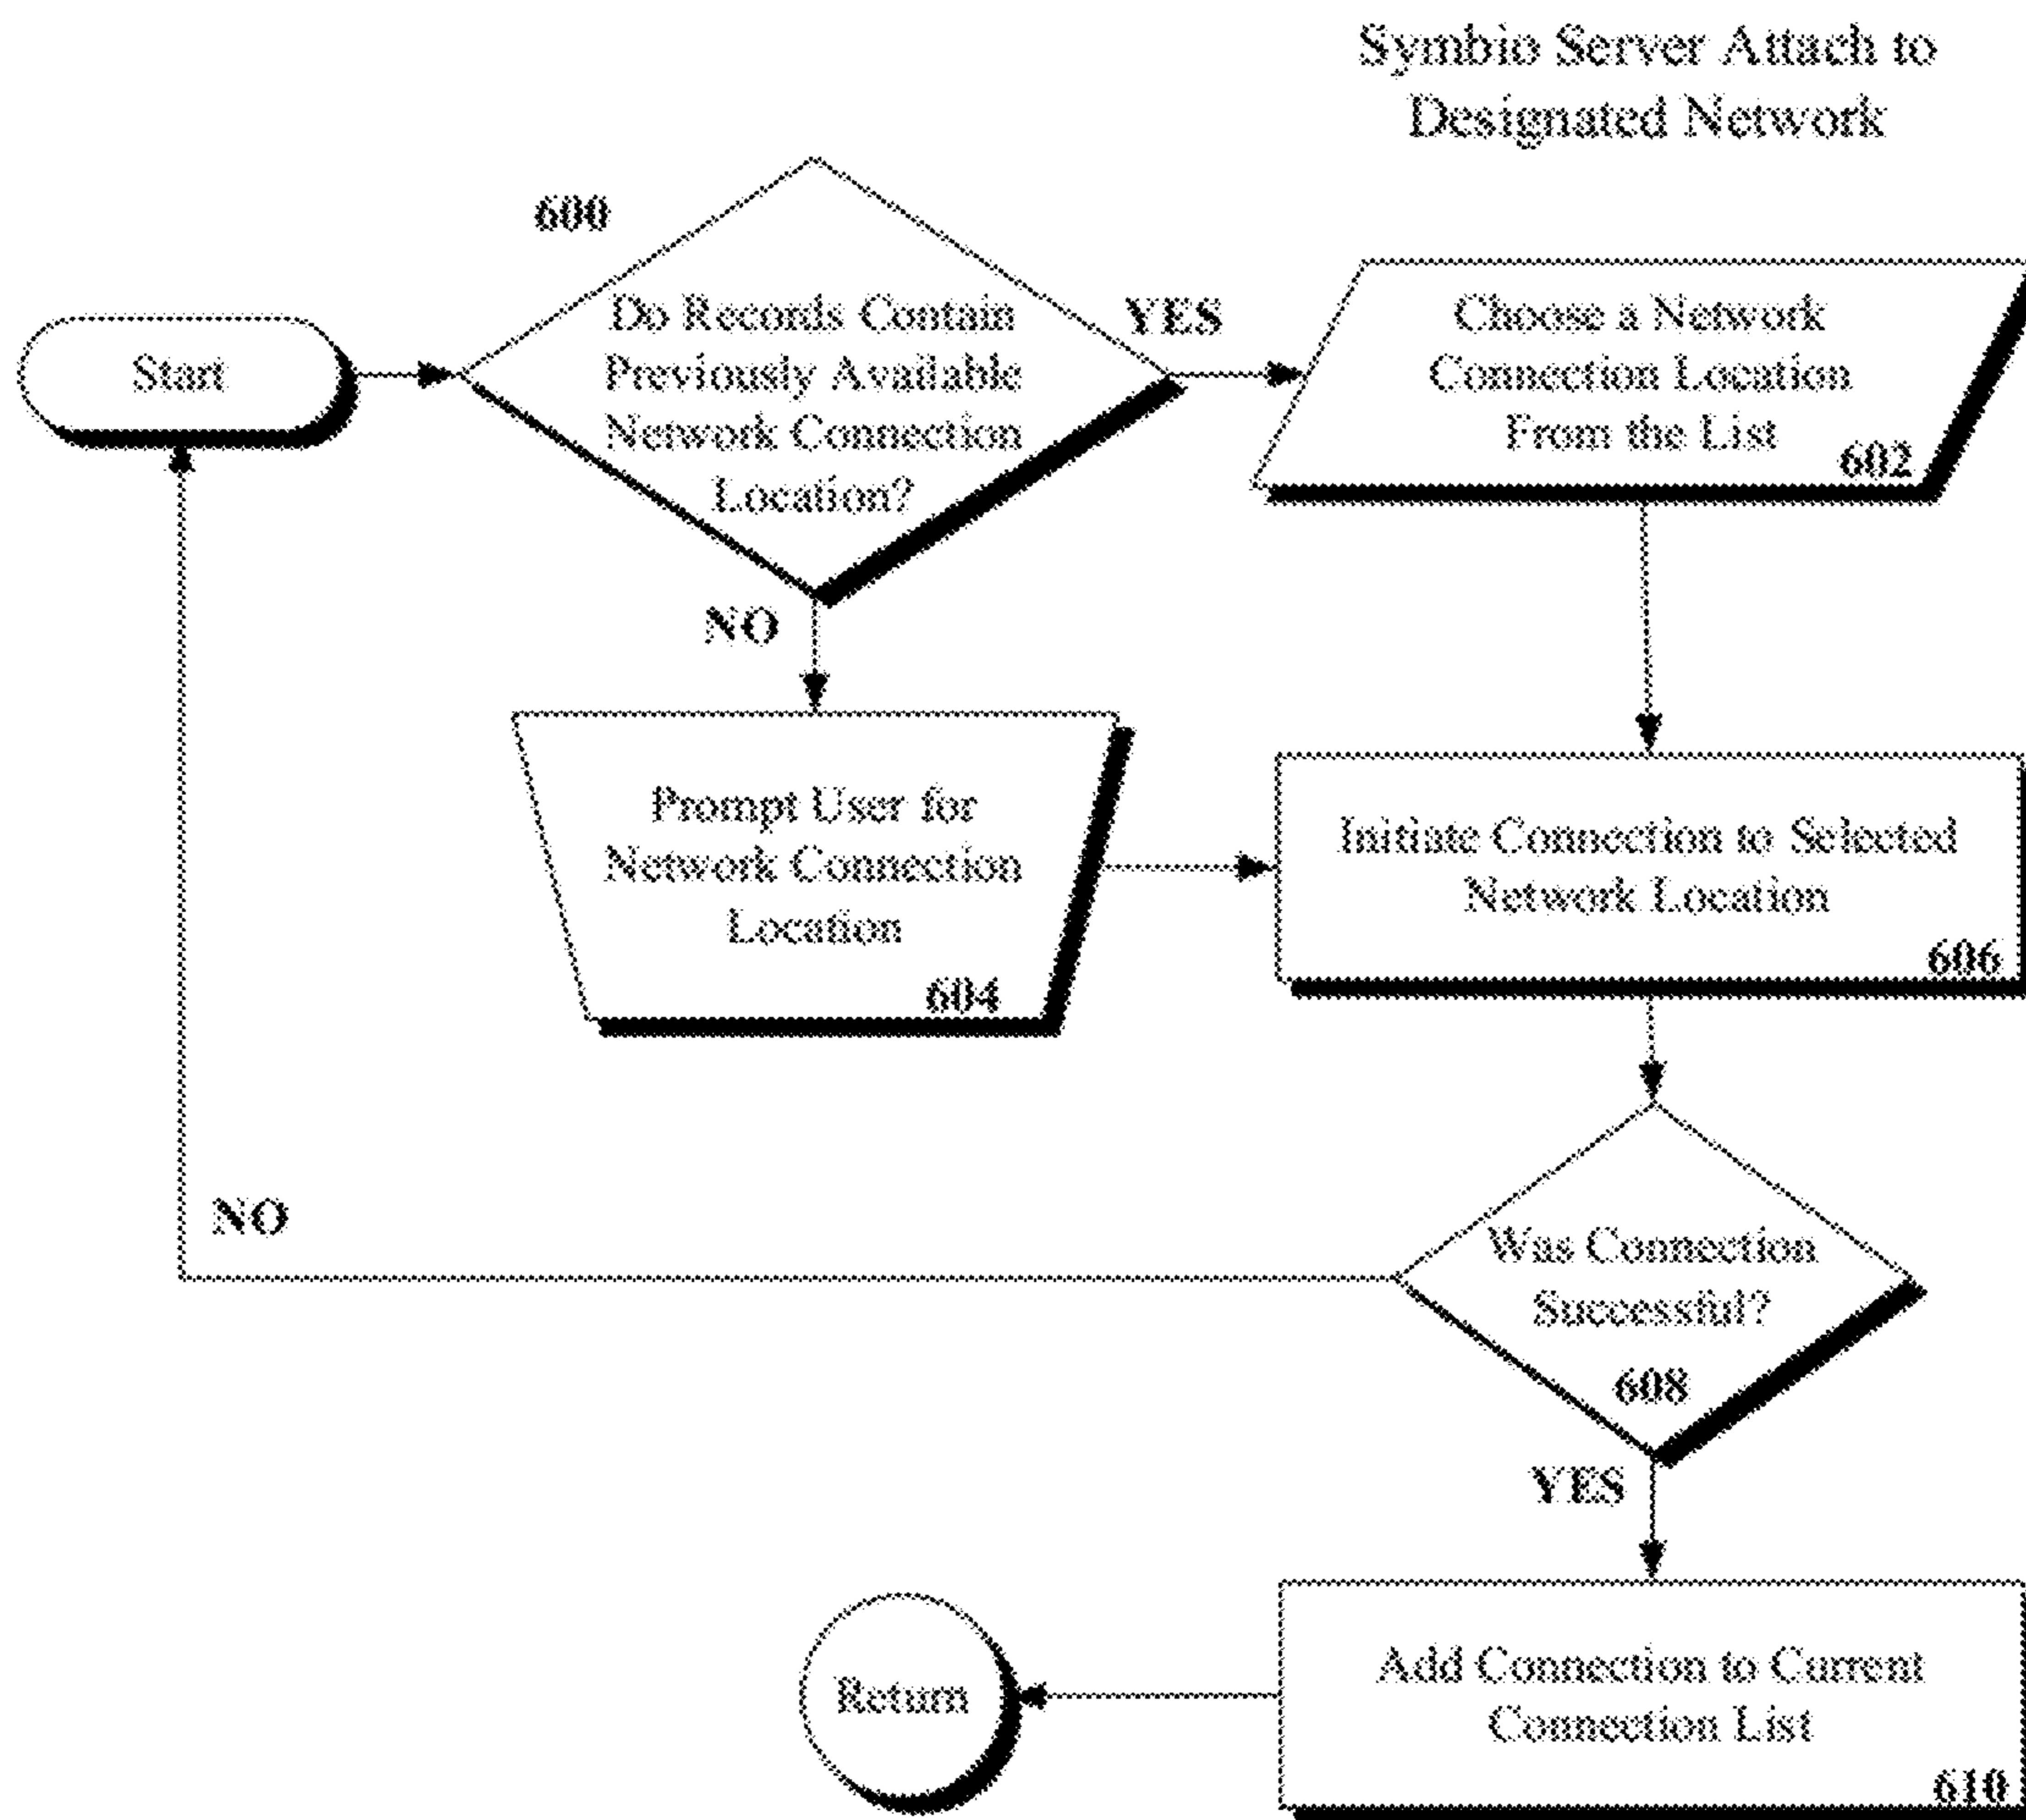 Symbio Server Attach to
Designated Network
600
Start
Do Records Contain
Previously Available
Network Connection
Location?
YES
Choose a Network
Connection Location
From the List
602
NO
Prompt User for
Network Connection
Location
604
Initiate Connection to Selected
Network Location
606
NO
Was Connection
Successful?
608
YES
Return
Add Connection to Current
Connection List
610